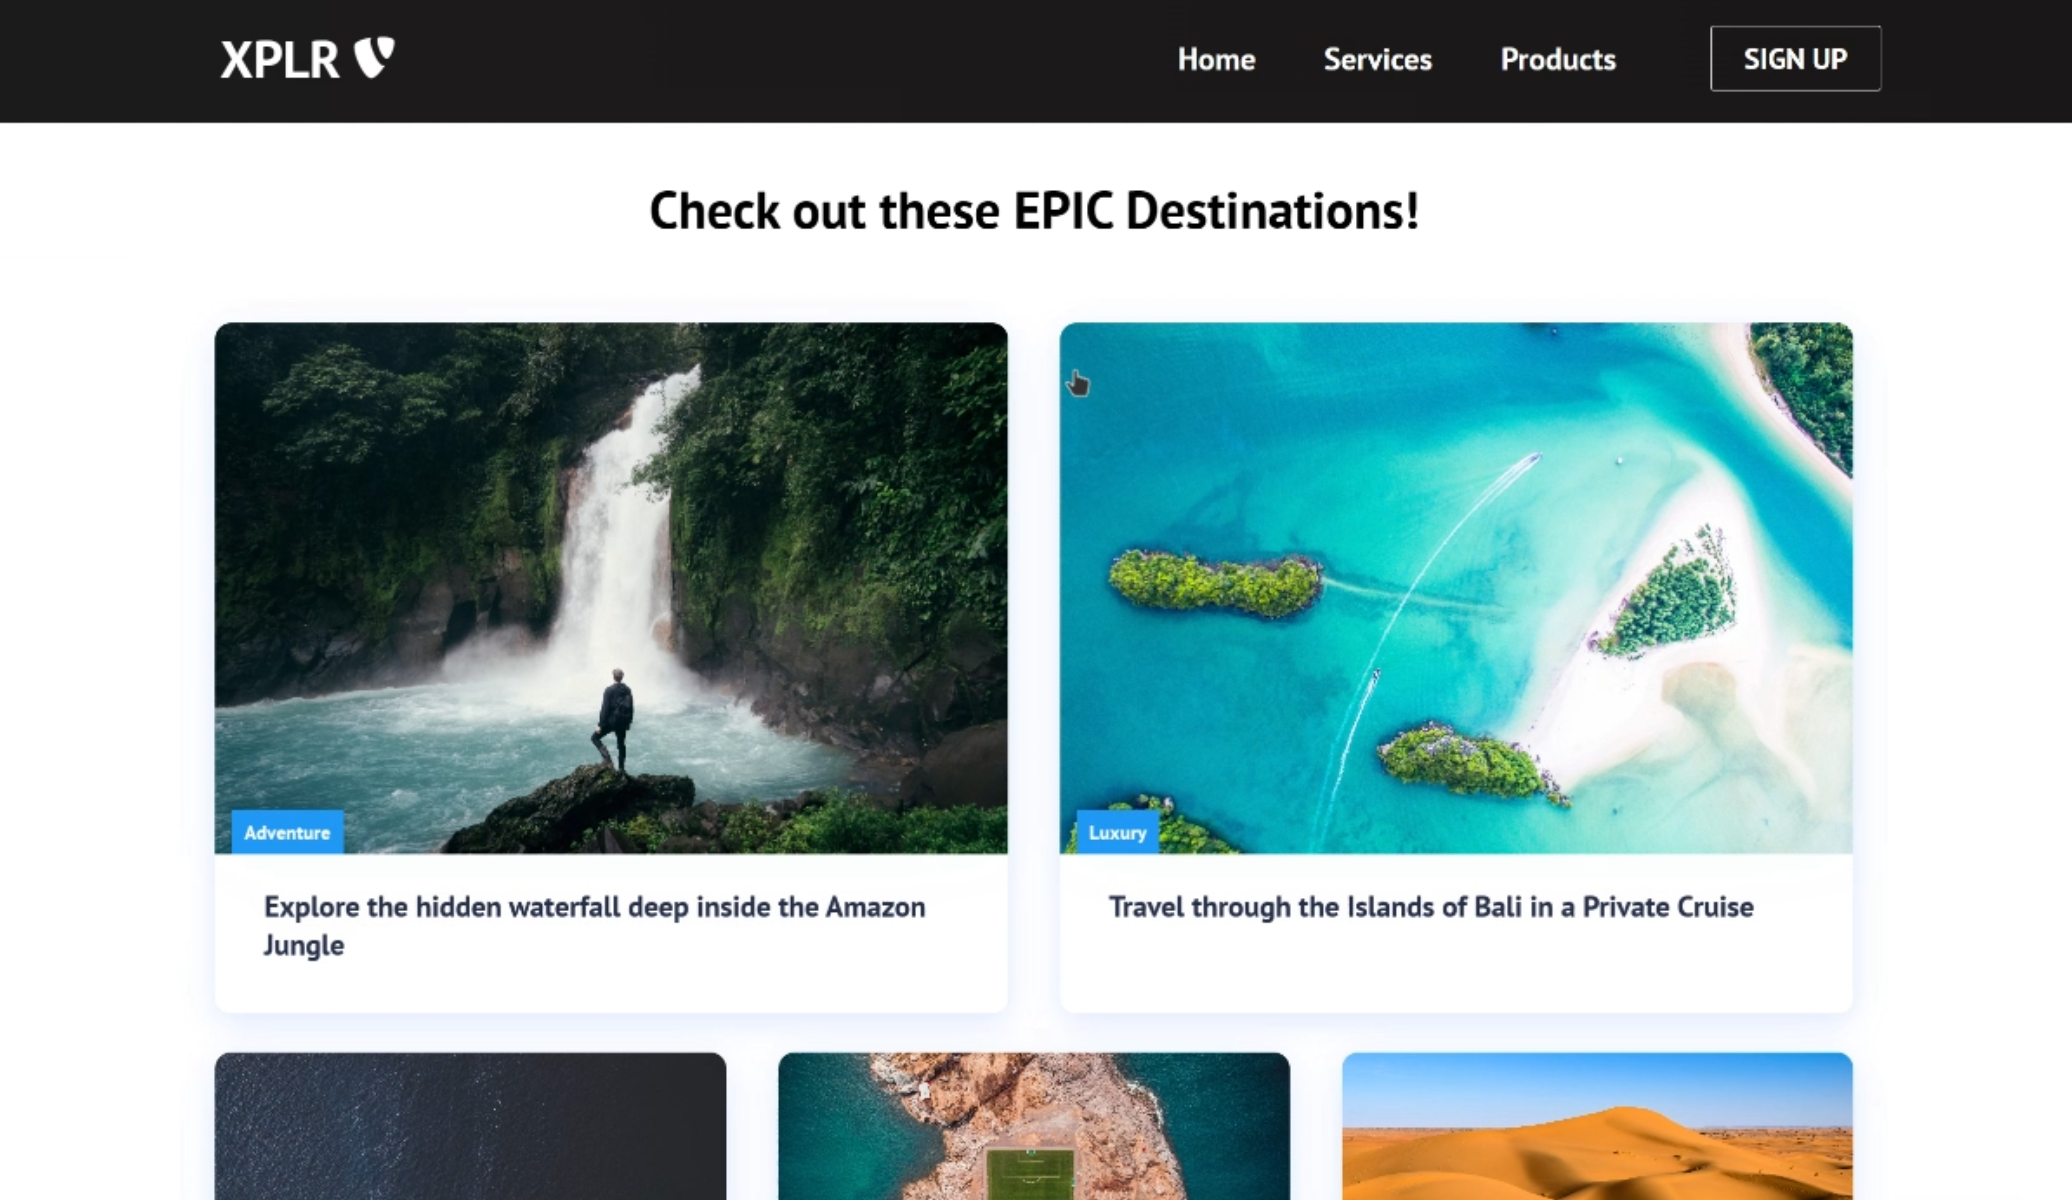 XPLR
Home
Services
Products
SIGN UP
Check out these EPIC Destinations!
Adventure
Luxury
Explore the hidden waterfall deep inside the Amazon
Jungle
Travel through the Islands of Bali in a Private Cruise